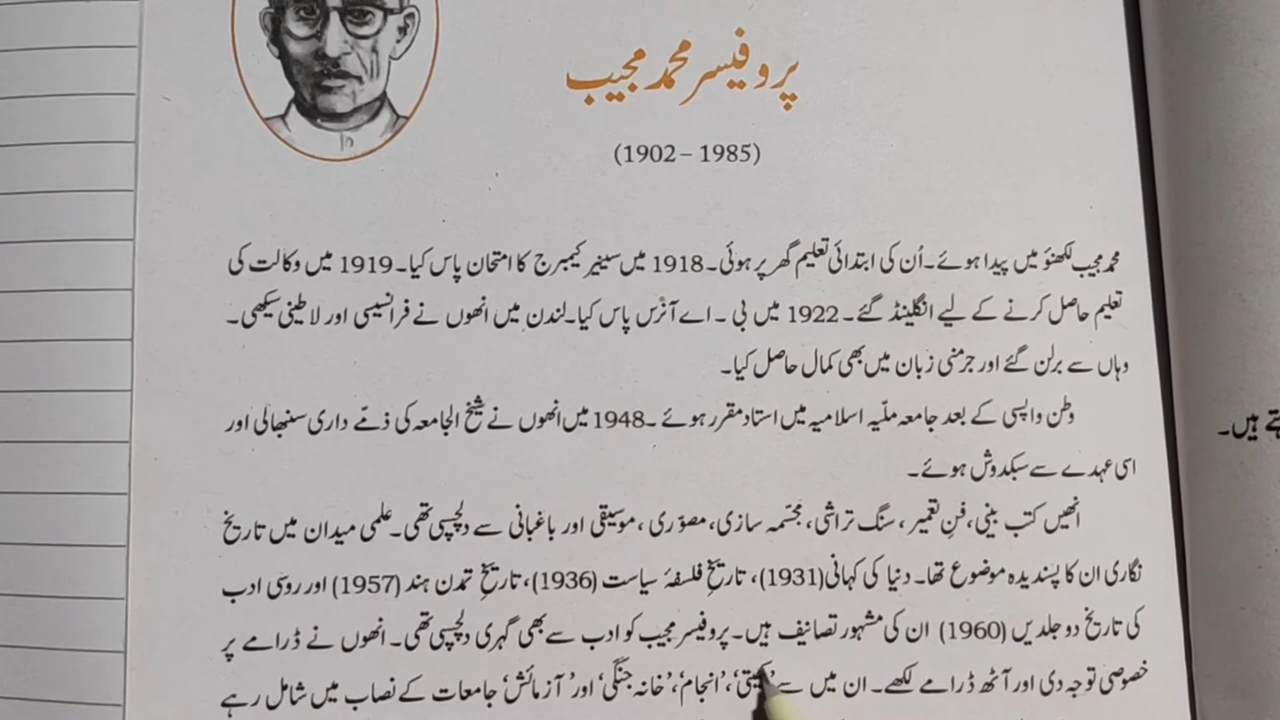 پروفیسر محمد مجیب
(1902 – 1985)
محمد مجیب لکھنؤ میں پیدا ہوئے۔ اُن کی ابتدائی تعلیم گھر پر ہوئی۔ 1918 میں سینیر کیمبرج کا امتحان پاس کیا۔ 1919 میں وکالت کی
تعلیم حاصل کرنے کے لیے انگلینڈ گئے۔ 1922 میں بی ۔ اے آنرس پاس کیا۔ لندن میں انھوں نے فرانسیسی اور لاطینی سیکھی۔
وہاں سے برلن گئے اور جرمنی زبان میں بھی کمال حاصل کیا۔
وطن واپسی کے بعد جامعہ ملّیہ اسلامیہ میں استاد مقرر ہوئے ۔ 1948 میں انھوں نے شیخ الجامعہ کی ذمّے داری سنبھالی اور
اسی عہدے سے سبکدوش ہوئے۔
انھیں کتب بینی، فنِ تعمیر ، سنگ تراشی، مجسّمہ سازی، مصوّری ، موسیقی اور باغبانی سے دلچسپی تھی۔ علمی میدان میں تاریخ
نگاری ان کا پسندیدہ موضوع تھا۔ دنیا کی کہانی (1931)، تاریخِ فلسفۂ سیاست (1936)، تاریخِ تمدن ہند (1957) اور روسی ادب
کی تاریخ دو جلدیں (1960) ان کی مشہور تصانیف ہیں۔ پروفیسر مجیب کو ادب سے بھی گہری دلچسپی تھی۔ انھوں نے ڈرامے پر
خصوصی توجہ دی اور آٹھ ڈرامے لکھے۔ ان میں سے ’کھیتی‘، ’انجام‘، ’خانہ جنگی‘ اور ’آزمائش‘ جامعات کے نصاب میں شامل رہے
تے ہیں۔